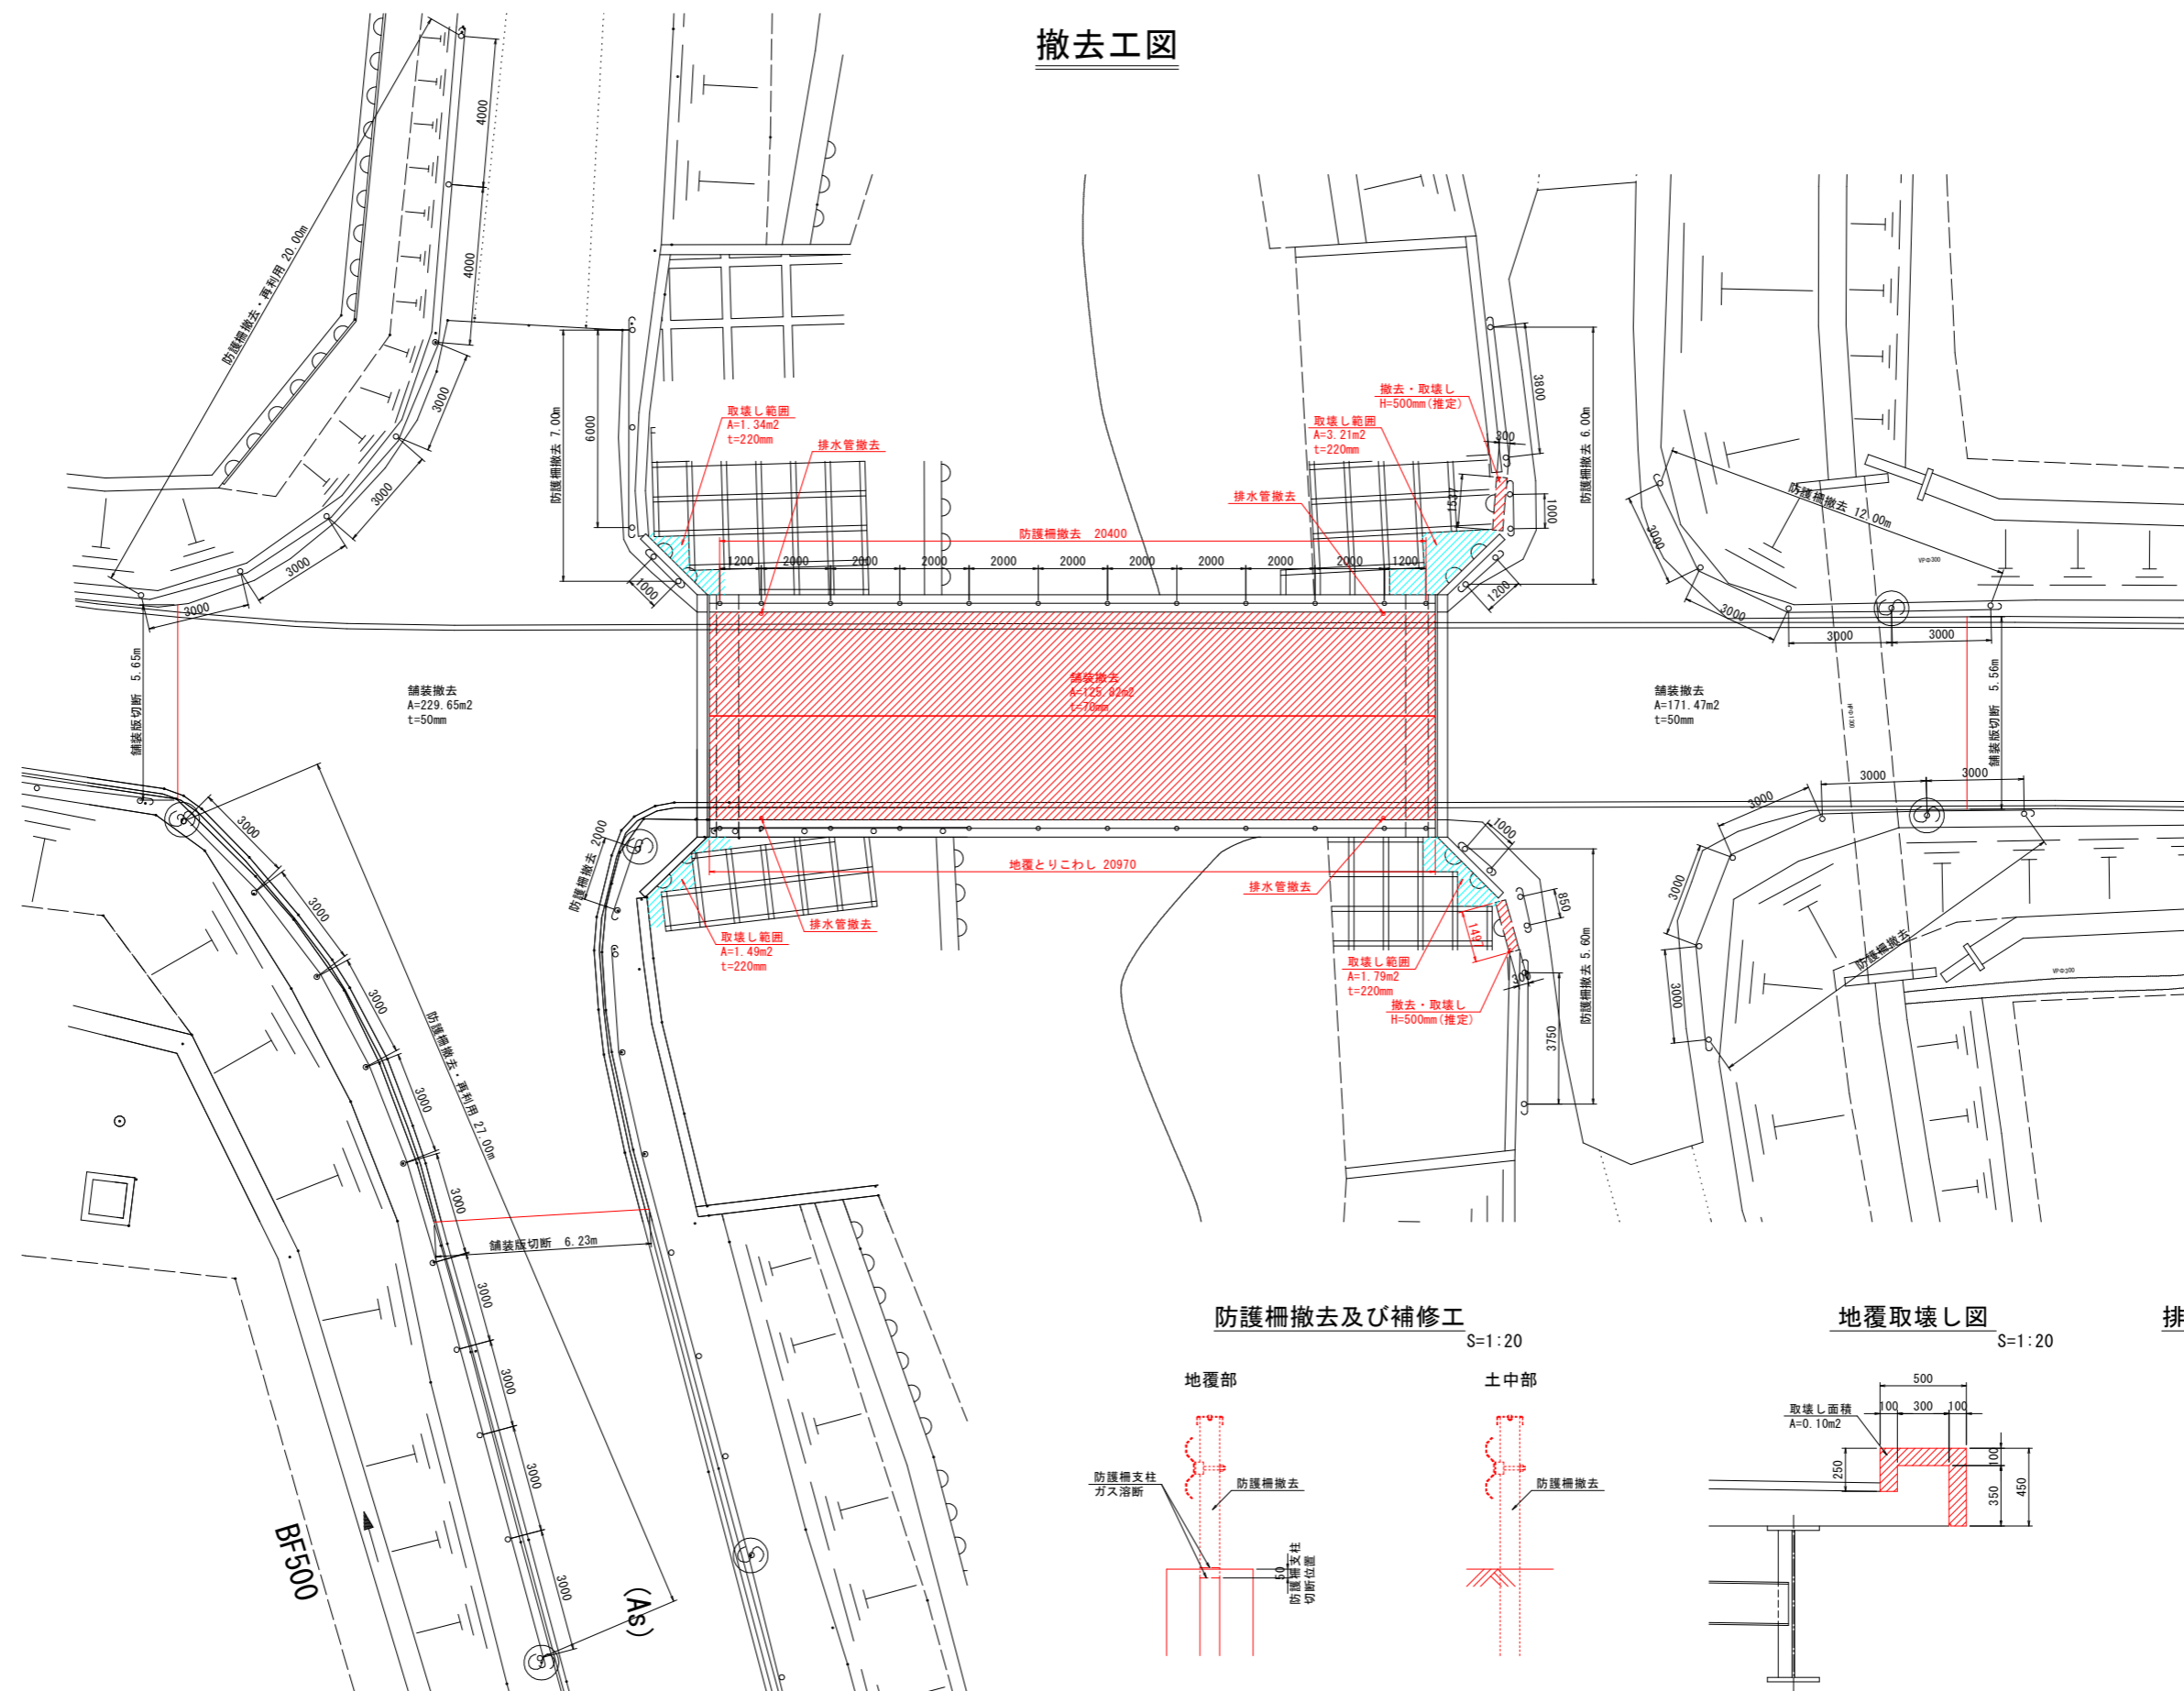 撤去工図
4000
4000
防護柵撤去・再利用 20.00m
3000
3000
3000
3000
舗装版切断 5.65m
舗装撤去
A=229.65m2
t=50mm
防護柵撤去 7.00m
6000
1000
取壊し範囲
A=1.34m2
t=220mm
排水管撤去
防護柵撤去 20400
1200
2000
2000
2000
2000
2000
2000
2000
2000
2000
1200
排水管撤去
撤去・取壊し
H=500mm(推定)
取壊し範囲
A=3.21m2
t=220mm
300
1537
3800
1000
1200
防護柵撤去 6.00m
防護柵撤去 12.00m
3000
3000
3000
3000
VPΦ300
舗装撤去
A=125.82m2
t=70mm
舗装撤去
A=171.47m2
t=50mm
舗装版切断 5.56m
3000
3000
3000
3000
3000
防護柵撤去
VPΦ200
地覆とりこわし 20970
防護柵撤去 2000
取壊し範囲
A=1.49m2
t=220mm
排水管撤去
排水管撤去
1000
850
取壊し範囲
A=1.79m2
t=220mm
撤去・取壊し
H=500mm(推定)
300
3750
防護柵撤去 5.60m
3000
3000
3000
3000
3000
3000
3000
3000
3000
防護柵撤去・再利用 27.00m
舗装版切断 6.23m
BF500
(As)
防護柵撤去及び補修工
S=1:20
地覆部
土中部
防護柵支柱
ガス溶断
防護柵撤去
防護柵撤去
50
防護柵支柱
切断位置
地覆取壊し図
S=1:20
500
100
300
100
取壊し面積
A=0.10m2
250
100
350
450
排